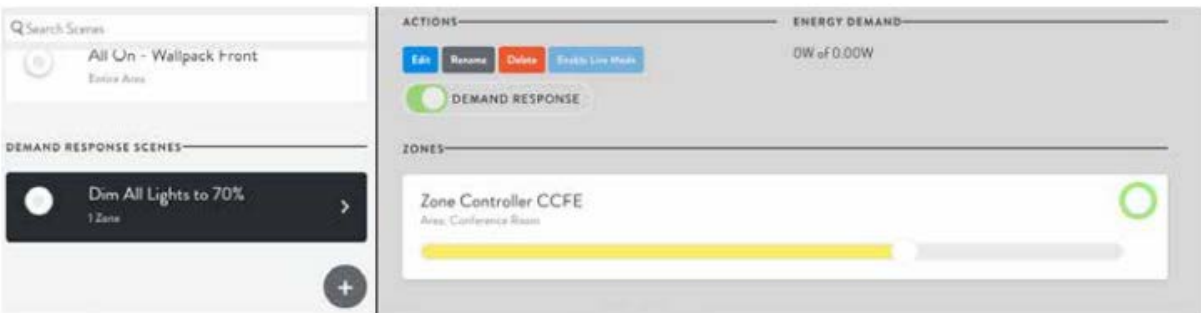 Search Scenes
All On - Wallpack Front
Entire Area
DEMAND RESPONSE SCENES
Dim All Lights to 70%
1 Zone
+
ACTIONS
Edit Rename Delete Enable Live Mode
DEMAND RESPONSE
ENERGY DEMAND
0W of 0.00W
ZONES
Zone Controller CCFE
Area: Conference Room